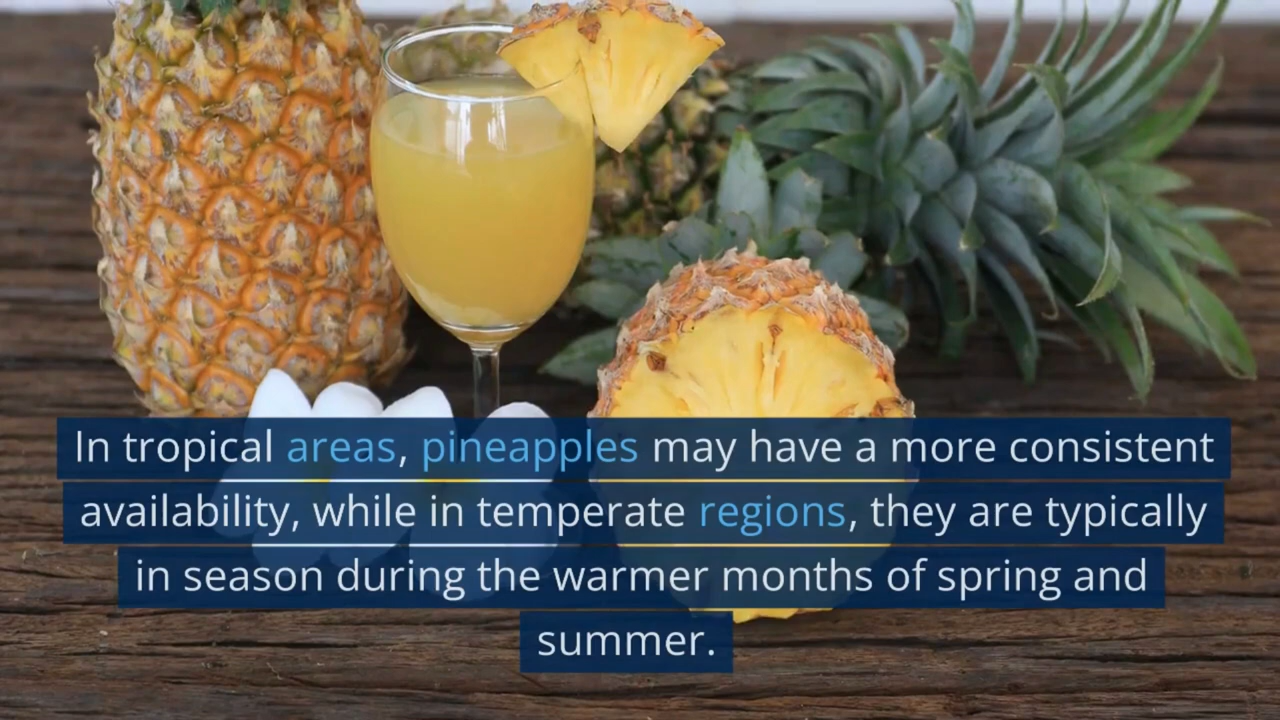 In tropical areas, pineapples may have a more consistent
availability, while in temperate regions, they are typically
in season during the warmer months of spring and
summer.